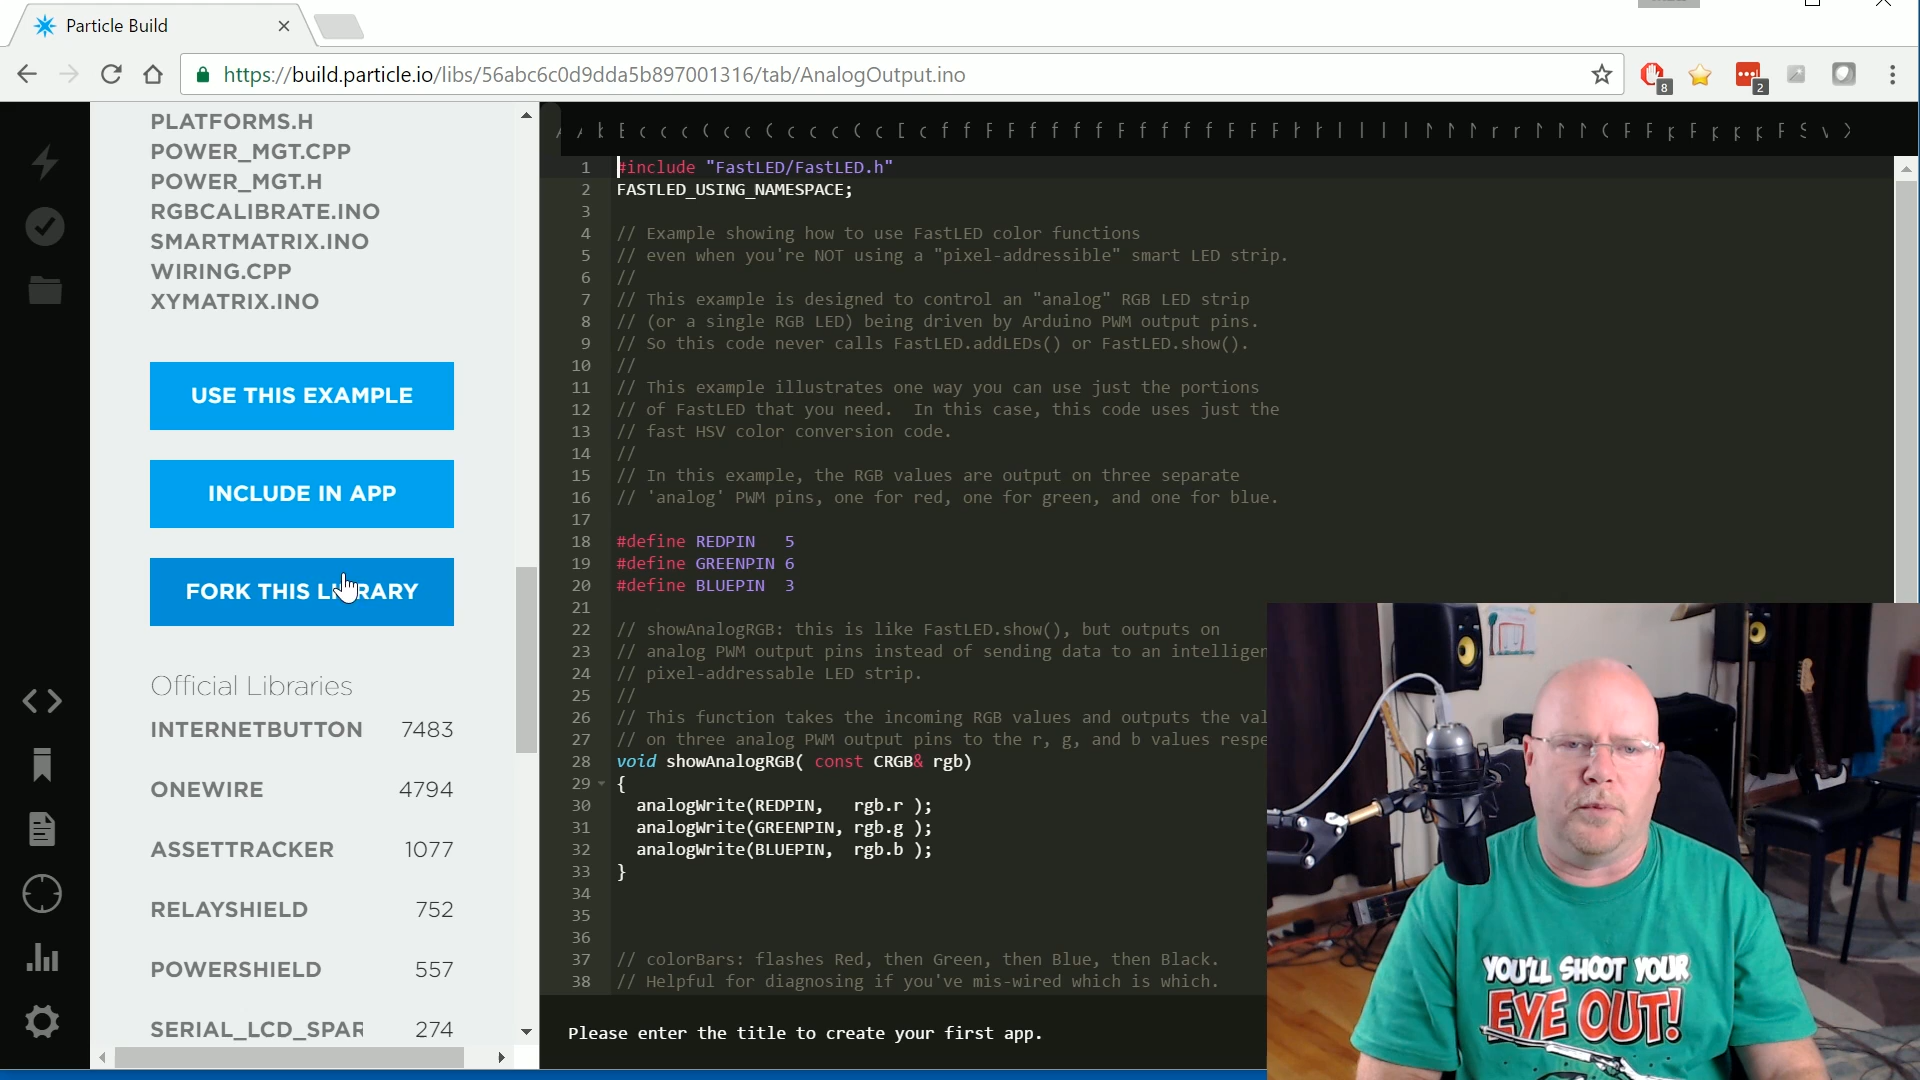 Particle Build
https://build.particle.io/libs/56abc6c0d9dda5b897001316/tab/AnalogOutput.ino
8
2
PLATFORMS.H
POWER_MGT.CPP
POWER_MGT.H
RGBCALIBRATE.INO
SMARTMATRIX.INO
WIRING.CPP
XYMATRIX.INO
USE THIS EXAMPLE
INCLUDE IN APP
FORK THIS LIBRARY
Official Libraries
INTERNETBUTTON 7483
ONEWIRE 4794
ASSETTRACKER 1077
RELAYSHIELD 752
POWERSHIELD 557
SERIAL_LCD_SPAR 274
1 #include "FastLED/FastLED.h"
2 FASTLED_USING_NAMESPACE;
3
4 // Example showing how to use FastLED color functions
5 // even when you're NOT using a "pixel-addressible" smart LED strip.
6 //
7 // This example is designed to control an "analog" RGB LED strip
8 // (or a single RGB LED) being driven by Arduino PWM output pins.
9 // So this code never calls FastLED.addLEDs() or FastLED.show().
10 //
11 // This example illustrates one way you can use just the portions
12 // of FastLED that you need.  In this case, this code uses just the
13 // fast HSV color conversion code.
14 //
15 // In this example, the RGB values are output on three separate
16 // 'analog' PWM pins, one for red, one for green, and one for blue.
17
18 #define REDPIN   5
19 #define GREENPIN 6
20 #define BLUEPIN  3
21
22 // showAnalogRGB: this is like FastLED.show(), but outputs on
23 // analog PWM output pins instead of sending data to an intelligen
24 // pixel-addressable LED strip.
25 //
26 // This function takes the incoming RGB values and outputs the val
27 // on three analog PWM output pins to the r, g, and b values respe
28 void showAnalogRGB( const CRGB& rgb)
29 {
30   analogWrite(REDPIN,   rgb.r );
31   analogWrite(GREENPIN, rgb.g );
32   analogWrite(BLUEPIN,  rgb.b );
33 }
34
35
36
37 // colorBars: flashes Red, then Green, then Blue, then Black.
38 // Helpful for diagnosing if you've mis-wired which is which.
Please enter the title to create your first app.
YOU'LL SHOOT YOUR
EYE OUT!